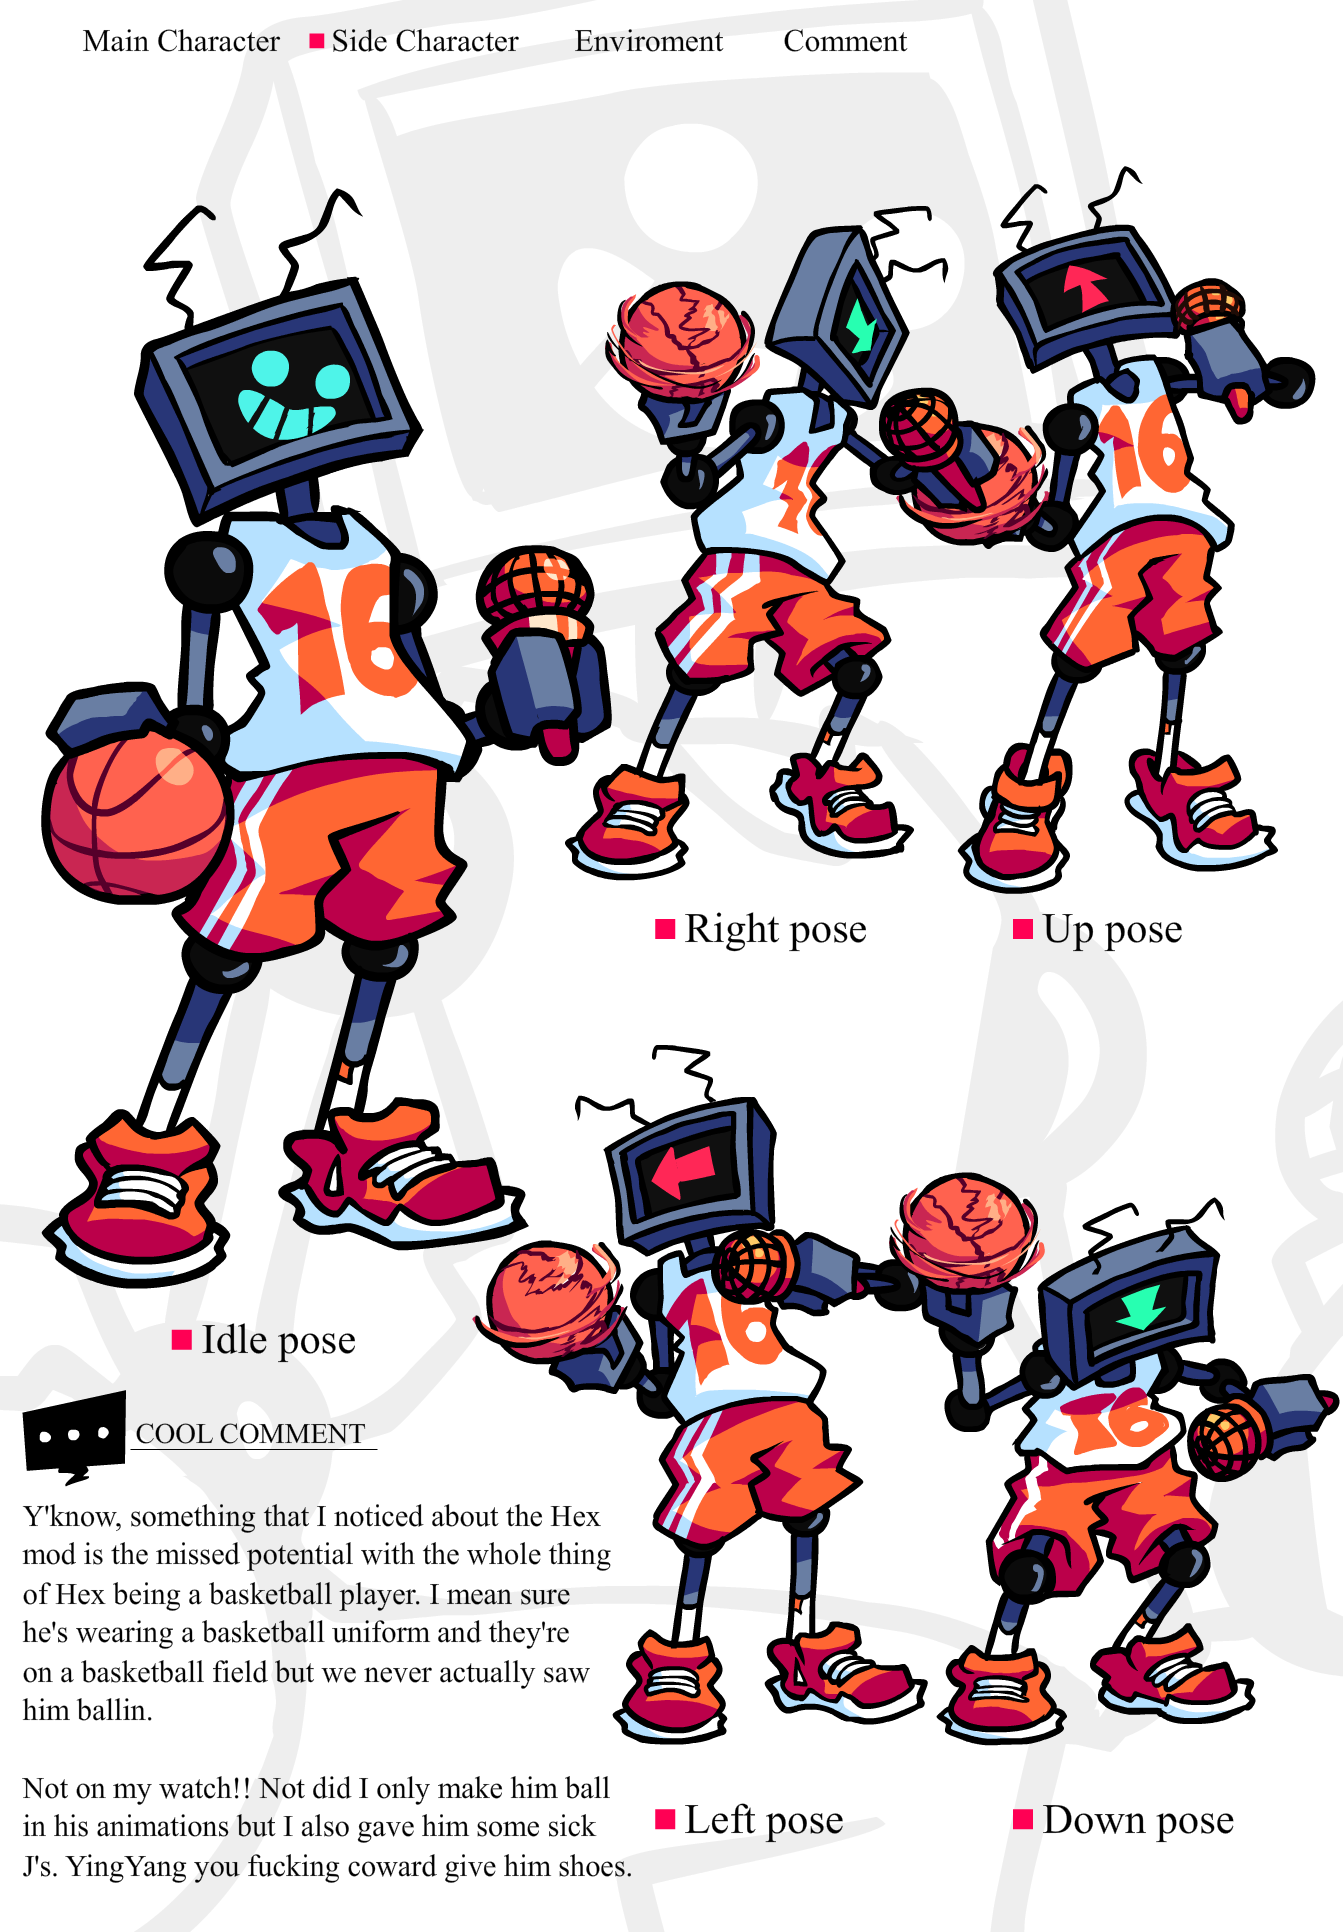 Main Character Side Character Enviroment Comment
16
16
16
Right pose
Up pose
16
16
Idle pose
COOL COMMENT
Y'know, something that I noticed about the Hex
mod is the missed potential with the whole thing
of Hex being a basketball player. I mean sure
he's wearing a basketball uniform and they're
on a basketball field but we never actually saw
him ballin.
Not on my watch!! Not did I only make him ball
in his animations but I also gave him some sick
J's. YingYang you fucking coward give him shoes.
Left pose
Down pose